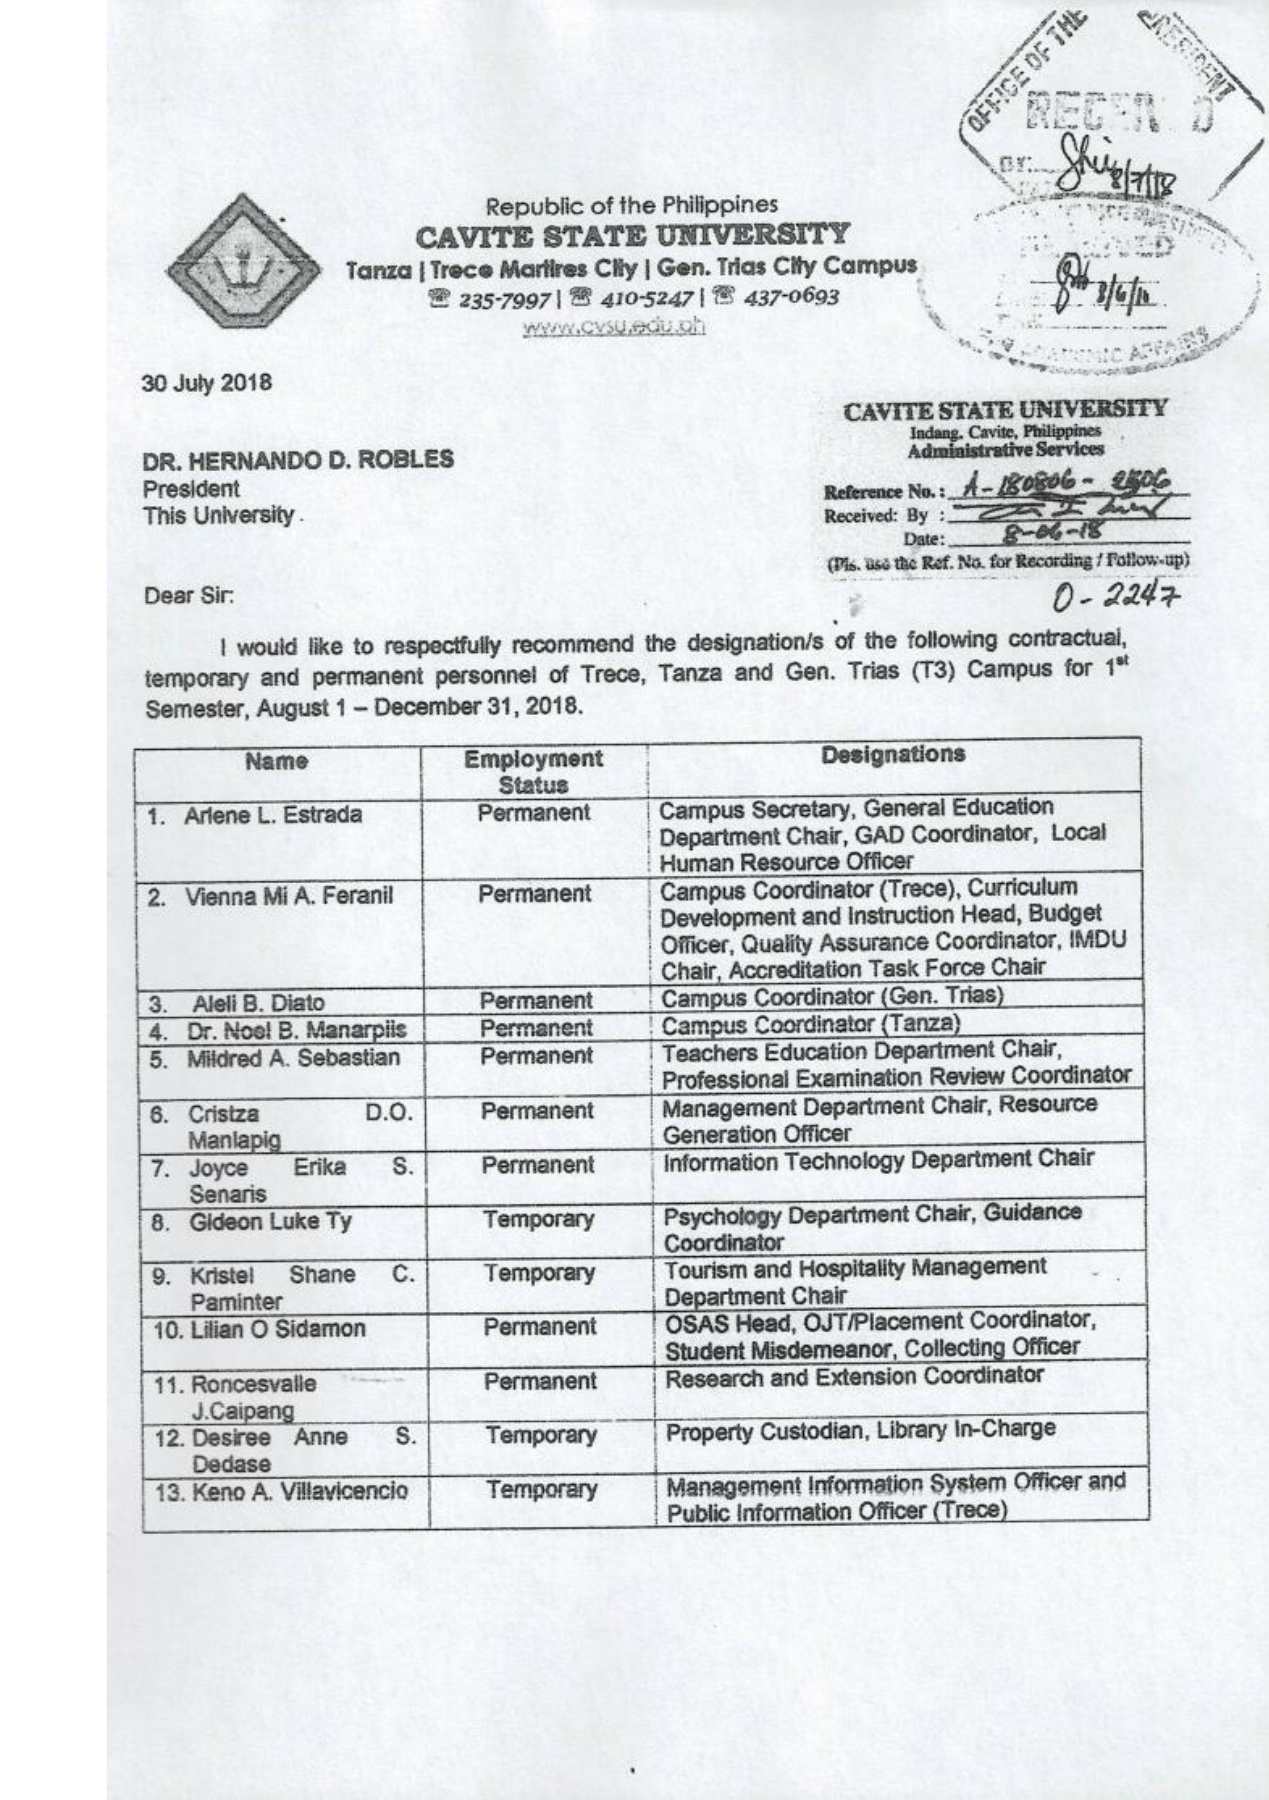 OFFICE OF THE PRESIDENT
BY:
8/7/18
Republic of the Philippines
CAVITE STATE UNIVERSITY
Tanza | Trece Martires City | Gen. Trias City Campus
☏ 235-7997 | ☏ 410-5247 | ☏ 437-0693
www.cvsu.edu.ph
ACADEMIC AFFAIRS
30 July 2018
CAVITE STATE UNIVERSITY
Indang, Cavite, Philippines
Administrative Services
Reference No.: A-180806-
Received: By :
Date: 8-06-18
(Pls. use the Ref. No. for Recording / Follow-up)
0-2247
DR. HERNANDO D. ROBLES
President
This University
Dear Sir:
I would like to respectfully recommend the designation/s of the following contractual,
temporary and permanent personnel of Trece, Tanza and Gen. Trias (T3) Campus for 1st
Semester, August 1 – December 31, 2018.
Name Employment Designations
Status
1. Arlene L. Estrada Permanent Campus Secretary, General Education
Department Chair, GAD Coordinator, Local
Human Resource Officer
2. Vienna Mi A. Feranil Permanent Campus Coordinator (Trece), Curriculum
Development and Instruction Head, Budget
Officer, Quality Assurance Coordinator, IMDU
Chair, Accreditation Task Force Chair
3. Aleli B. Diato Permanent Campus Coordinator (Gen. Trias)
4. Dr. Noel B. Manarpiis Permanent Campus Coordinator (Tanza)
5. Mildred A. Sebastian Permanent Teachers Education Department Chair,
Professional Examination Review Coordinator
6. Cristza D.O. Permanent Management Department Chair, Resource
Manlapig Generation Officer
7. Joyce Erika S. Permanent Information Technology Department Chair
Senaris
8. Gideon Luke Ty Temporary Psychology Department Chair, Guidance
Coordinator
9. Kristel Shane C. Temporary Tourism and Hospitality Management
Paminter Department Chair
10. Lilian O Sidamon Permanent OSAS Head, OJT/Placement Coordinator,
Student Misdemeanor, Collecting Officer
11. Roncesvalle Permanent Research and Extension Coordinator
J.Caipang
12. Desiree Anne S. Temporary Property Custodian, Library In-Charge
Dedase
13. Keno A. Villavicencio Temporary Management Information System Officer and
Public Information Officer (Trece)